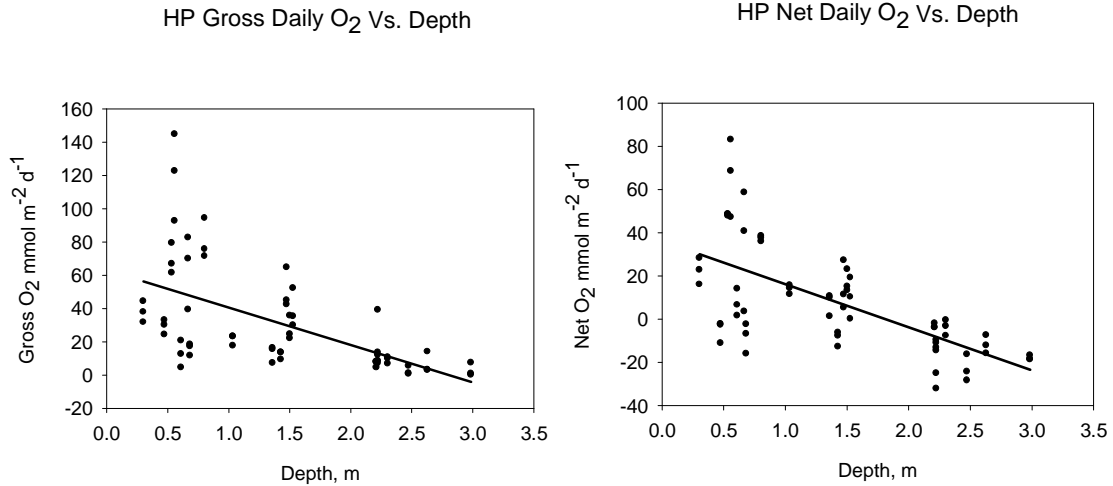 HP Gross Daily O2 Vs. Depth
160
140
120
100
80
60
40
20
0
-20
Gross O2 mmol m-2 d-1
0.0 0.5 1.0 1.5 2.0 2.5 3.0 3.5
Depth, m
HP Net Daily O2 Vs. Depth
100
80
60
40
20
0
-20
-40
Net O2 mmol m-2 d-1
0.0 0.5 1.0 1.5 2.0 2.5 3.0 3.5
Depth, m